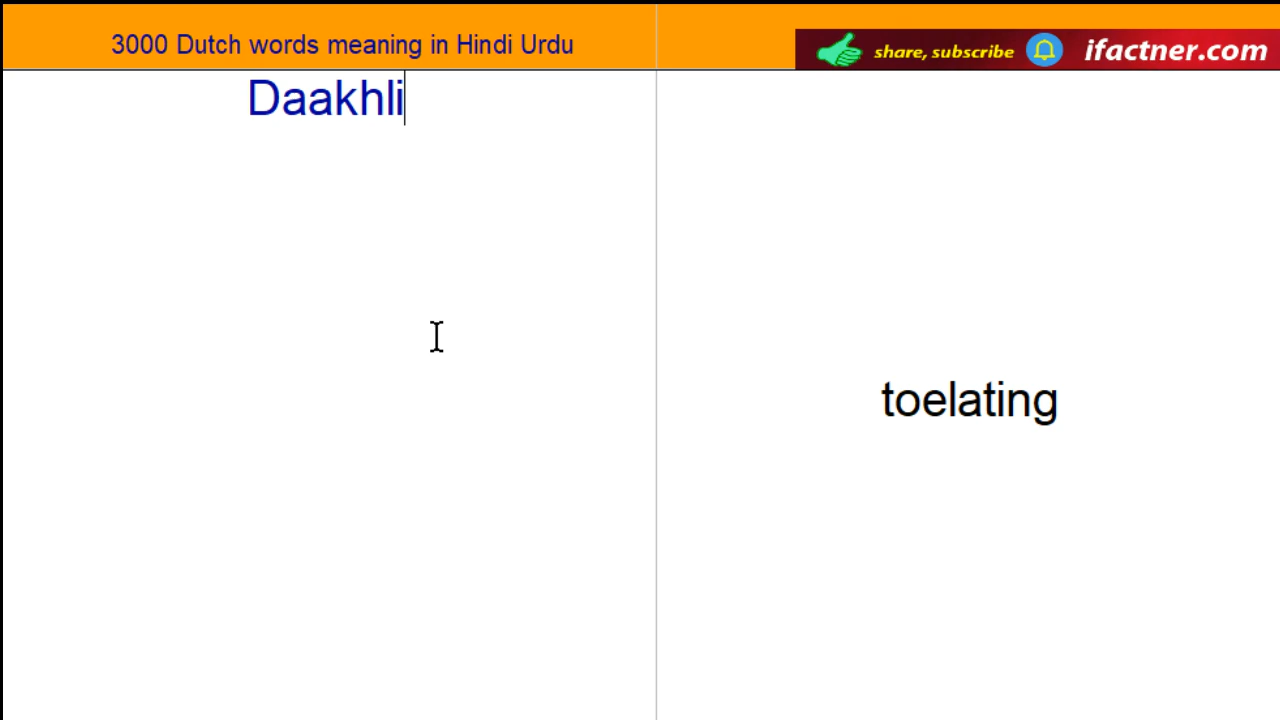 3000 Dutch words meaning in Hindi Urdu
share, subscribe
ifactner.com
Daakhli
toelating